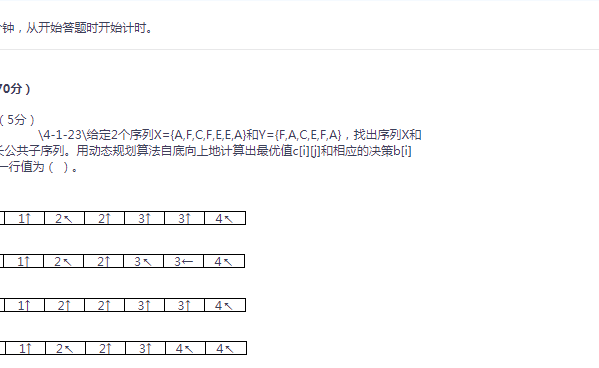 钟，从开始答题时开始计时。
70分）
（5分）
\4-1-23\给定2个序列X={A,F,C,F,E,E,A}和Y={F,A,C,E,F,A}，找出序列X和
长公共子序列。用动态规划算法自底向上地计算出最优值c[i][j]和相应的决策b[i]
一行值为（ ）。
1↑ 2↖ 2↑ 3↑ 3↑ 4↖
1↑ 2↖ 2↑ 3↖ 3← 4↖
1↑ 2↑ 2↑ 3↑ 3↑ 4↖
1↑ 2↖ 2↑ 3↑ 4↖ 4↖